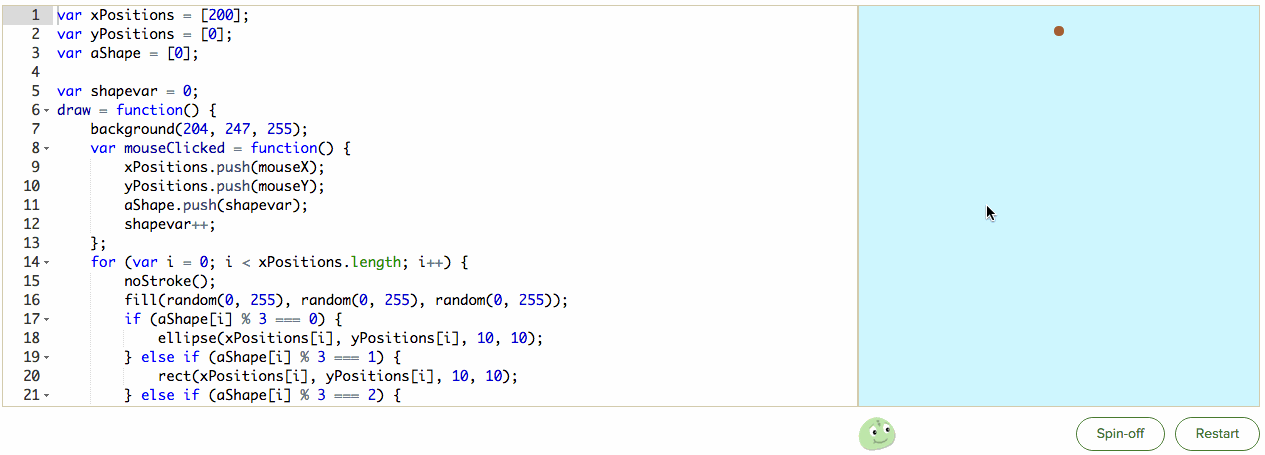 1 var xPositions = [200];
2 var yPositions = [0];
3 var aShape = [0];
4
5 var shapevar = 0;
6 draw = function() {
7 background(204, 247, 255);
8 var mouseClicked = function() {
9 xPositions.push(mouseX);
10 yPositions.push(mouseY);
11 aShape.push(shapevar);
12 shapevar++;
13 };
14 for (var i = 0; i < xPositions.length; i++) {
15 noStroke();
16 fill(random(0, 255), random(0, 255), random(0, 255));
17 if (aShape[i] % 3 === 0) {
18 ellipse(xPositions[i], yPositions[i], 10, 10);
19 } else if (aShape[i] % 3 === 1) {
20 rect(xPositions[i], yPositions[i], 10, 10);
21 } else if (aShape[i] % 3 === 2) {
Spin-off
Restart